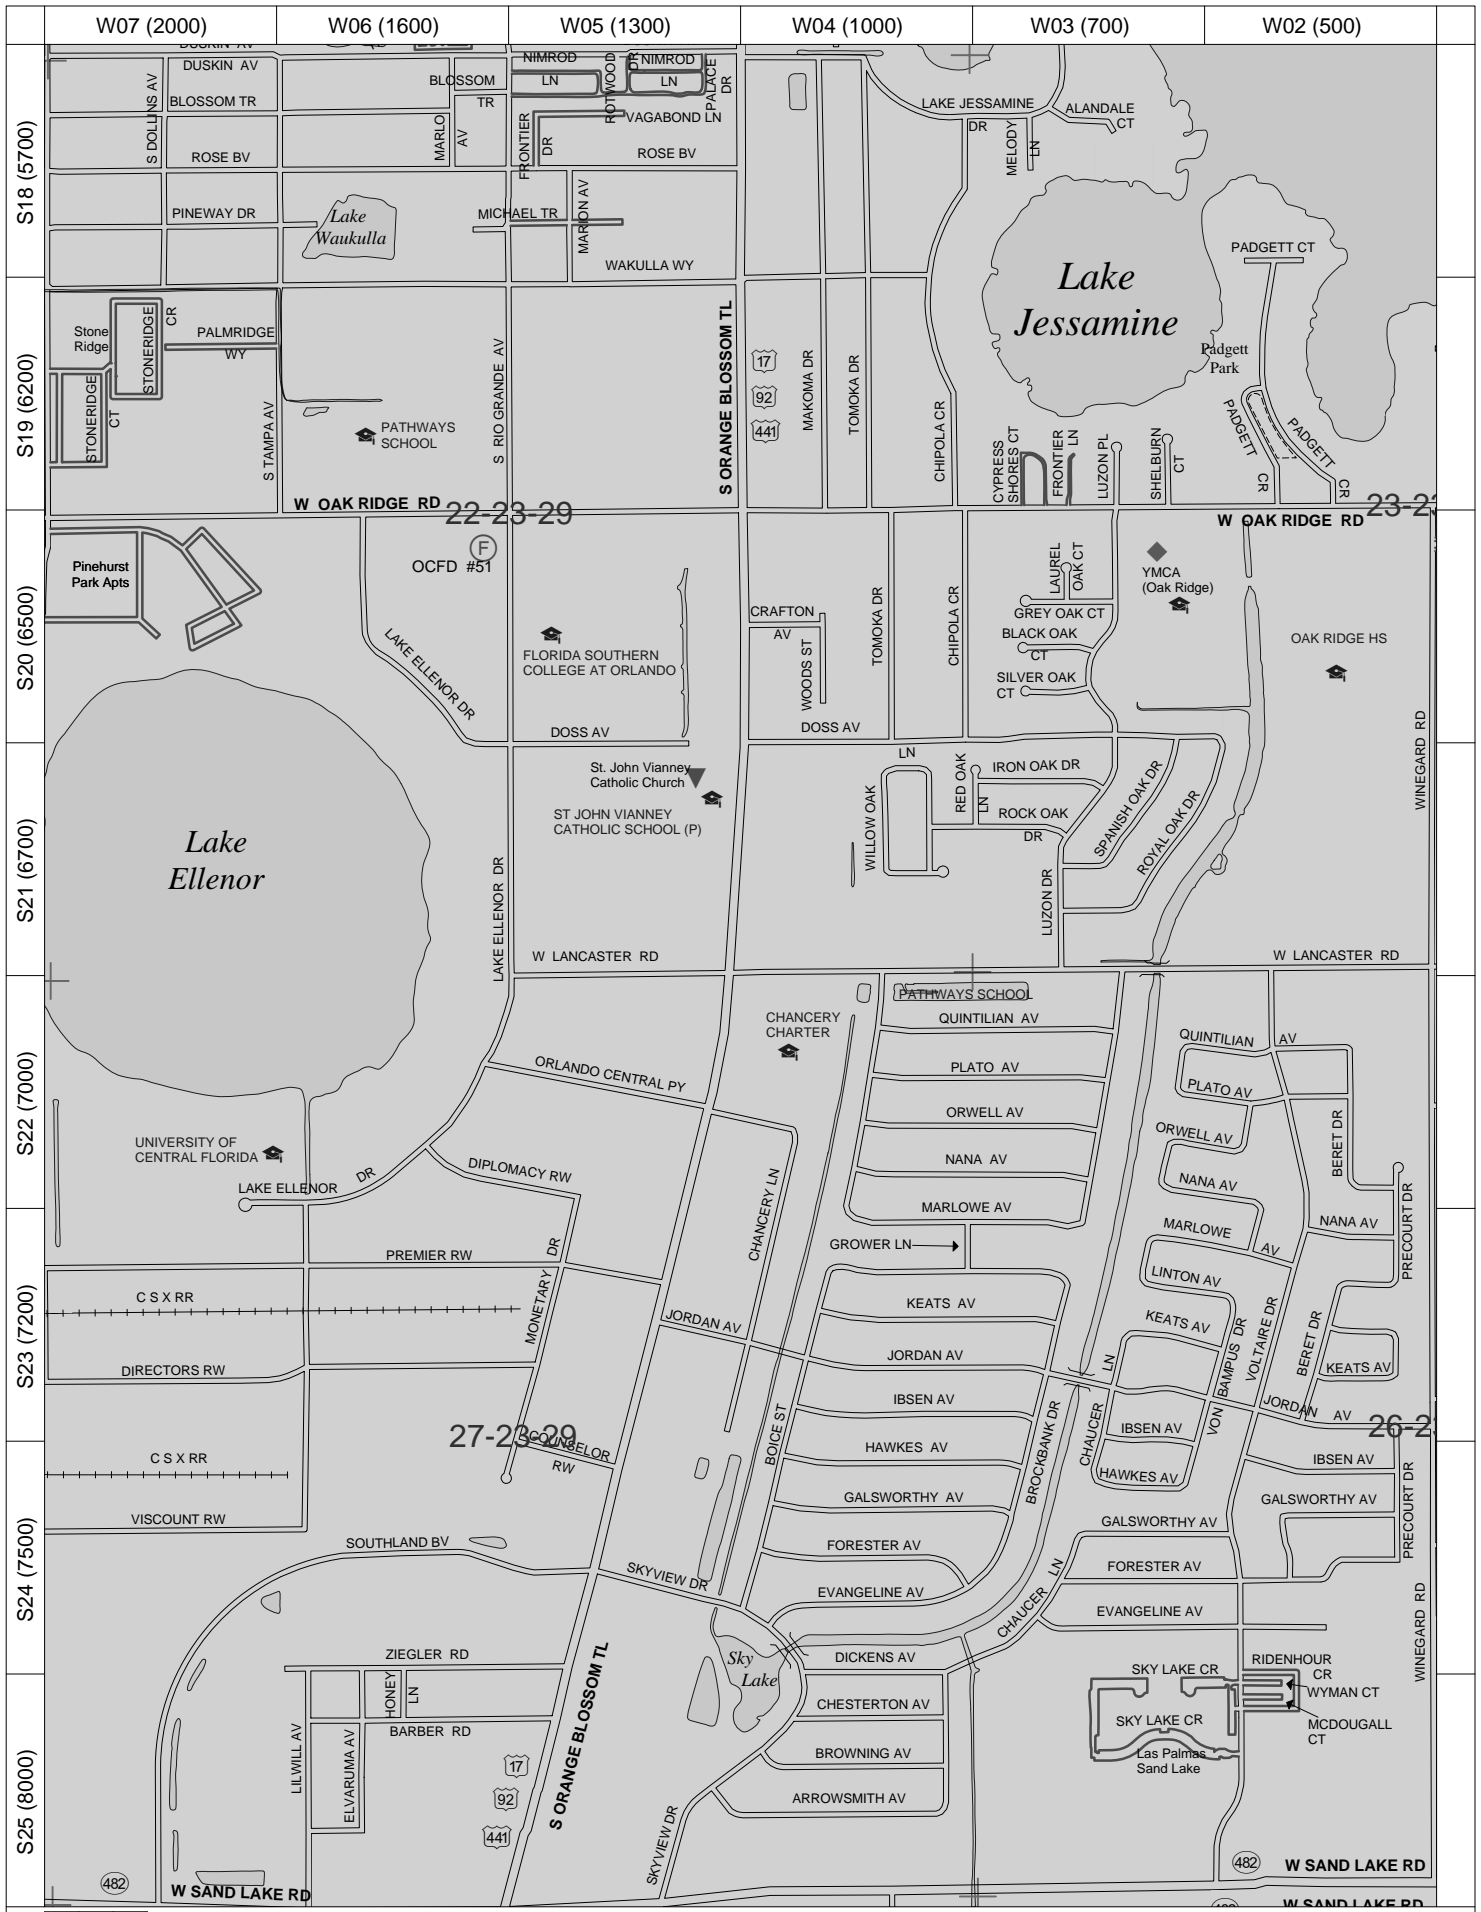 W07 (2000)
W06 (1600)
W05 (1300)
W04 (1000)
W03 (700)
W02 (500)
S18 (5700)
DUSKIN AV
BLOSSOM TR
S DOLLINS AV
ROSE BV
PINEWAY DR
BLOSSOM
TR
MARLO
AV
NIMROD
LN
ROTWOOD
DR
NIMROD
LN
PALACE
DR
VAGABOND LN
FRONTIER
DR
ROSE BV
MARION AV
MICHAEL TR
WAKULLA WY
Lake
Waukulla
LAKE JESSAMINE
DR
ALANDALE
CT
MELODY
LN
PADGETT CT
Lake
Jessamine
S19 (6200)
Stone
Ridge
STONERIDGE
CR
STONERIDGE
CT
PALMRIDGE
WY
S TAMPA AV
PATHWAYS
SCHOOL
S RIO GRANDE AV
S ORANGE BLOSSOM TL
17
92
441
MAKOMA DR
TOMOKA DR
CHIPOLA CR
CYPRESS
SHORES CT
FRONTIER
LN
LUZON PL
SHELBURN
CT
Padgett
Park
PADGETT
CR
PADGETT
CR
W OAK RIDGE RD
22-23-29
W OAK RIDGE RD
S20 (6500)
Pinehurst
Park Apts
F
OCFD #51
LAKE ELLENOR DR
FLORIDA SOUTHERN
COLLEGE AT ORLANDO
DOSS AV
CRAFTON
AV
WOODS ST
DOSS AV
TOMOKA DR
CHIPOLA CR
LAUREL
OAK CT
GREY OAK CT
BLACK OAK
CT
SILVER OAK
CT
YMCA
(Oak Ridge)
OAK RIDGE HS
WINEGARD RD
S21 (6700)
Lake
Ellenor
LAKE ELLENOR DR
St. John Vianney
Catholic Church
ST JOHN VIANNEY
CATHOLIC SCHOOL (P)
WILLOW OAK
LN
RED OAK
LN
IRON OAK DR
ROCK OAK
DR
SPANISH OAK DR
ROYAL OAK DR
LUZON DR
W LANCASTER RD
W LANCASTER RD
S22 (7000)
PATHWAYS SCHOOL
CHANCERY
CHARTER
QUINTILIAN AV
PLATO AV
ORWELL AV
NANA AV
MARLOWE AV
QUINTILIAN AV
PLATO AV
ORWELL AV
NANA AV
BERET DR
ORLANDO CENTRAL PY
UNIVERSITY OF
CENTRAL FLORIDA
LAKE ELLENOR DR
DIPLOMACY RW
CHANCERY LN
S23 (7200)
PREMIER RW
C S X RR
DIRECTORS RW
MONETARY DR
JORDAN AV
GROWER LN
KEATS AV
JORDAN AV
IBSEN AV
MARLOWE
AV
LINTON AV
KEATS AV
NANA AV
PRECOURT DR
BERET DR
KEATS AV
VOLTAIRE DR
VON BAMPUS DR
CHAUCER LN
IBSEN AV
JORDAN AV
27-23-29
COUNSELOR
RW
BOICE ST
BROCKBANK DR
S24 (7500)
C S X RR
VISCOUNT RW
SOUTHLAND BV
SKYVIEW DR
HAWKES AV
GALSWORTHY AV
FORESTER AV
EVANGELINE AV
HAWKES AV
IBSEN AV
GALSWORTHY AV
PRECOURT DR
GALSWORTHY AV
FORESTER AV
EVANGELINE AV
CHAUCER LN
WINEGARD RD
ZIEGLER RD
DICKENS AV
Sky
Lake
S25 (8000)
HONEY
LN
BARBER RD
LILWILL AV
ELVARUMA AV
S ORANGE BLOSSOM TL
17
92
441
SKYVIEW DR
CHESTERTON AV
BROWNING AV
ARROWSMITH AV
SKY LAKE CR
SKY LAKE CR
RIDENHOUR
CR
WYMAN CT
MCDOUGALL
CT
Las Palmas
Sand Lake
482
W SAND LAKE RD
482
W SAND LAKE RD
W SAND LAKE RD